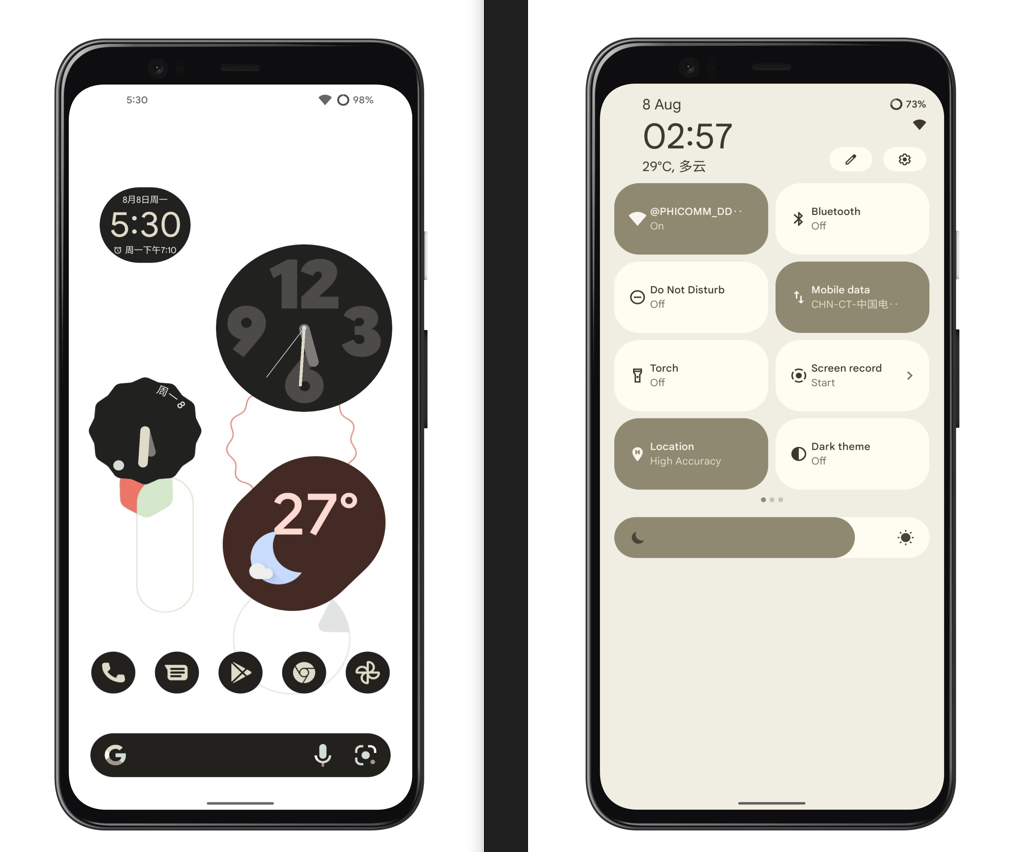 5:30
98%
8月8日周一
5:30
周一下午7:10
12
9
3
6
周一 8
27°
G
8 Aug
73%
02:57
29°C, 多云
@PHICOMM_DD··
On
Bluetooth
Off
Do Not Disturb
Off
Mobile data
CHN-CT-中国电··
Torch
Off
Screen record
Start
Location
High Accuracy
Dark theme
Off